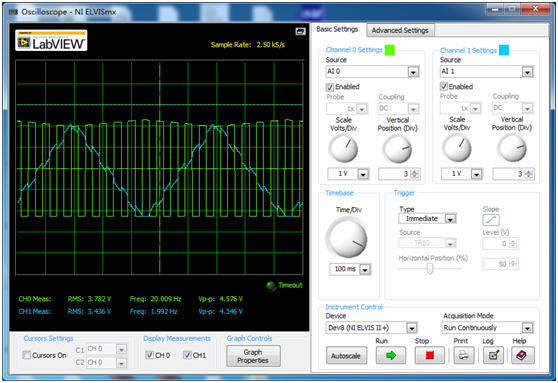 Oscilloscope - NI ELVISmx
LabVIEW
Sample Rate: 2.50 kS/s
Timeout
CH0 Meas: RMS: 3.782 V Freq: 20.009 Hz Vp-p: 4.576 V
CH1 Meas: RMS: 3.436 V Freq: 1.992 Hz Vp-p: 4.346 V
Cursors Settings
Cursors On
C1 CH 0
C2 CH 0
Display Measurements
CH 0 CH1
Graph Controls
Graph
Properties
Basic Settings Advanced Settings
Channel 0 Settings
Source
AI 0
Enabled
Probe Coupling
1x DC
Scale Vertical
Volts/Div Position (Div)
1 V 3
Channel 1 Settings
Source
AI 1
Enabled
Probe Coupling
1x DC
Scale Vertical
Volts/Div Position (Div)
1 V 3
Timebase
Time/Div
100 ms
Trigger
Type
Immediate
Slope
Source
TRIG
Level (V)
0
Horizontal Position (%)
50
Instrument Control
Device Acquisition Mode
Dev8 (NI ELVIS II+) Run Continuously
Run Stop Print Log Help
Autoscale